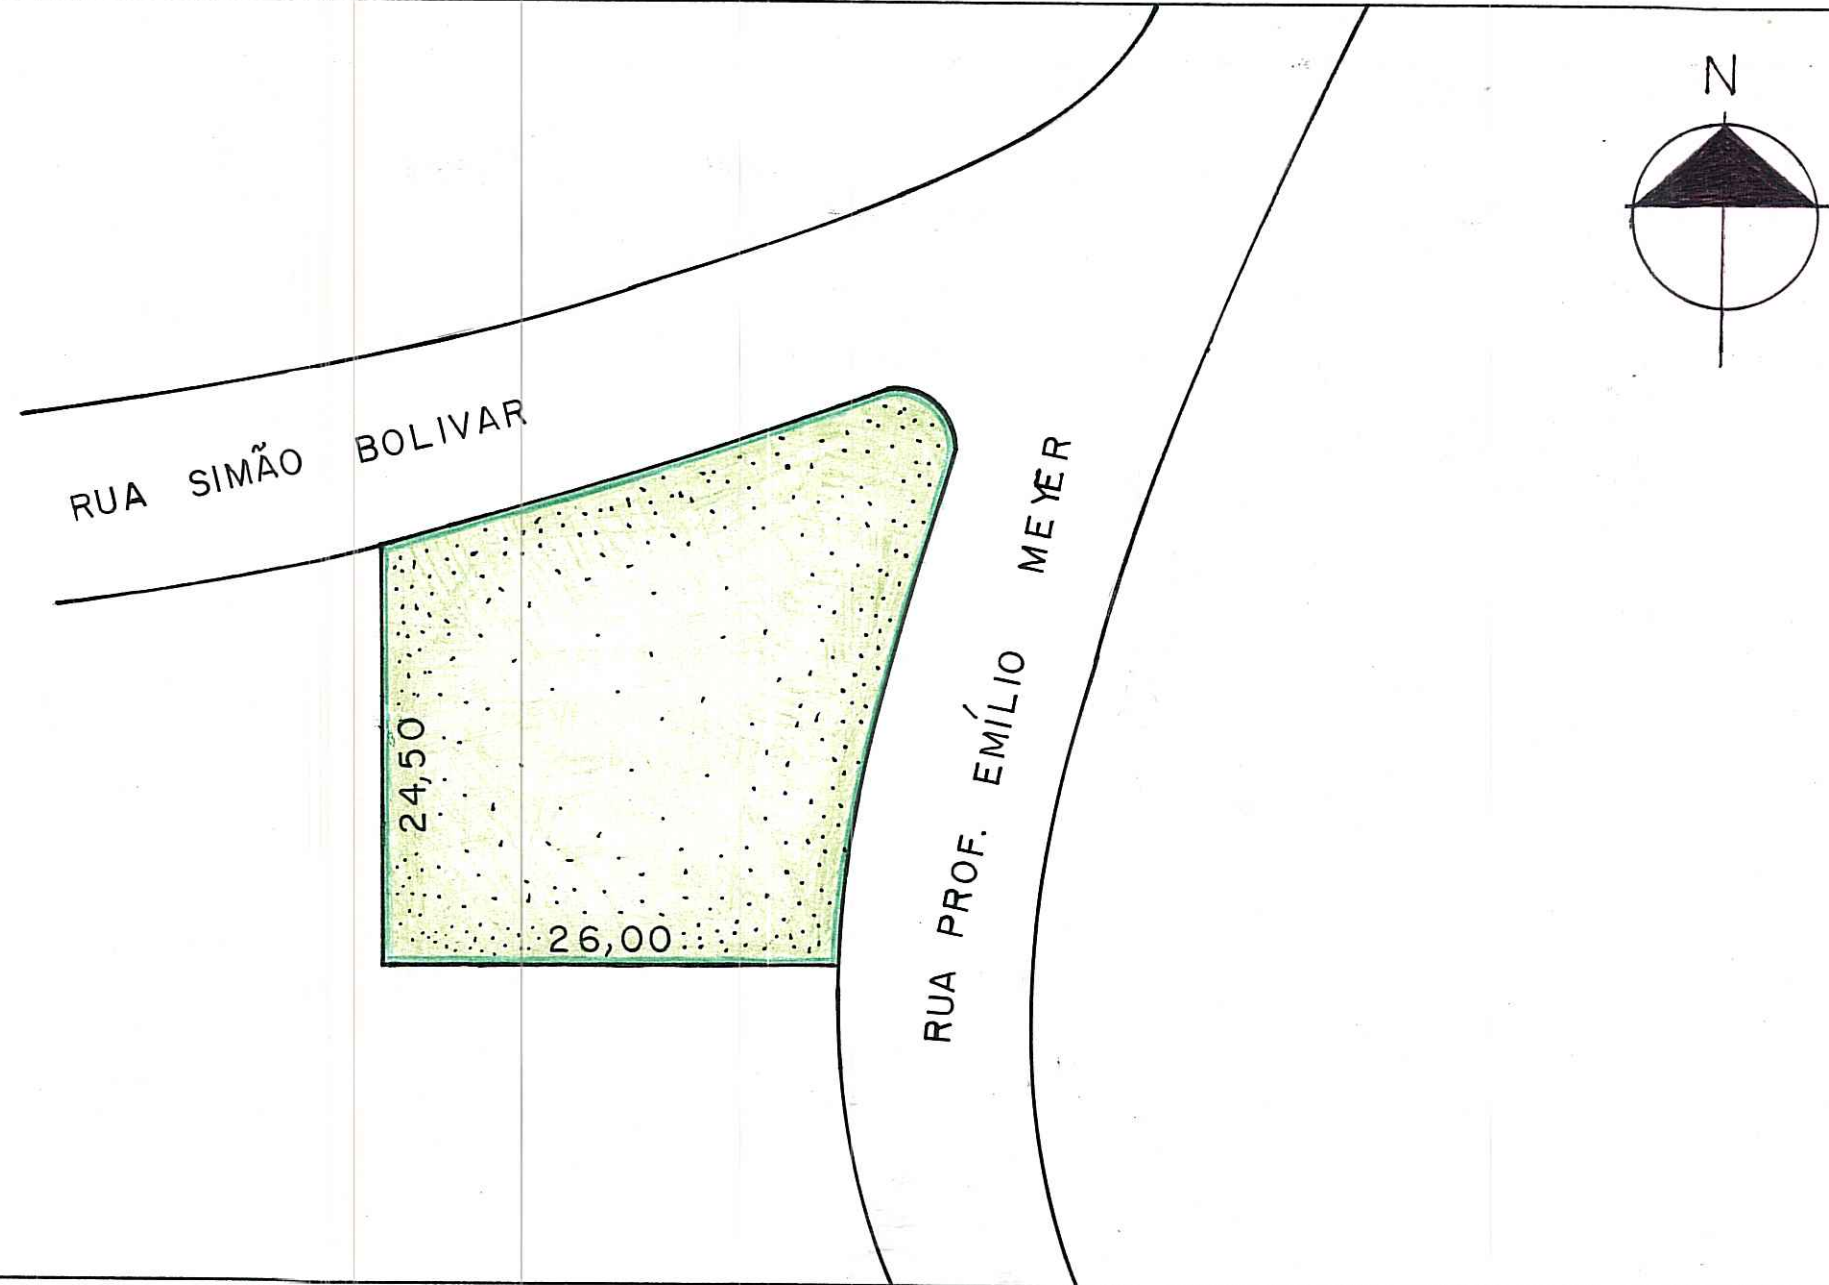 N
RUA SIMÃO BOLIVAR
RUA PROF. EMÍLIO MEYER
24,50
26,00